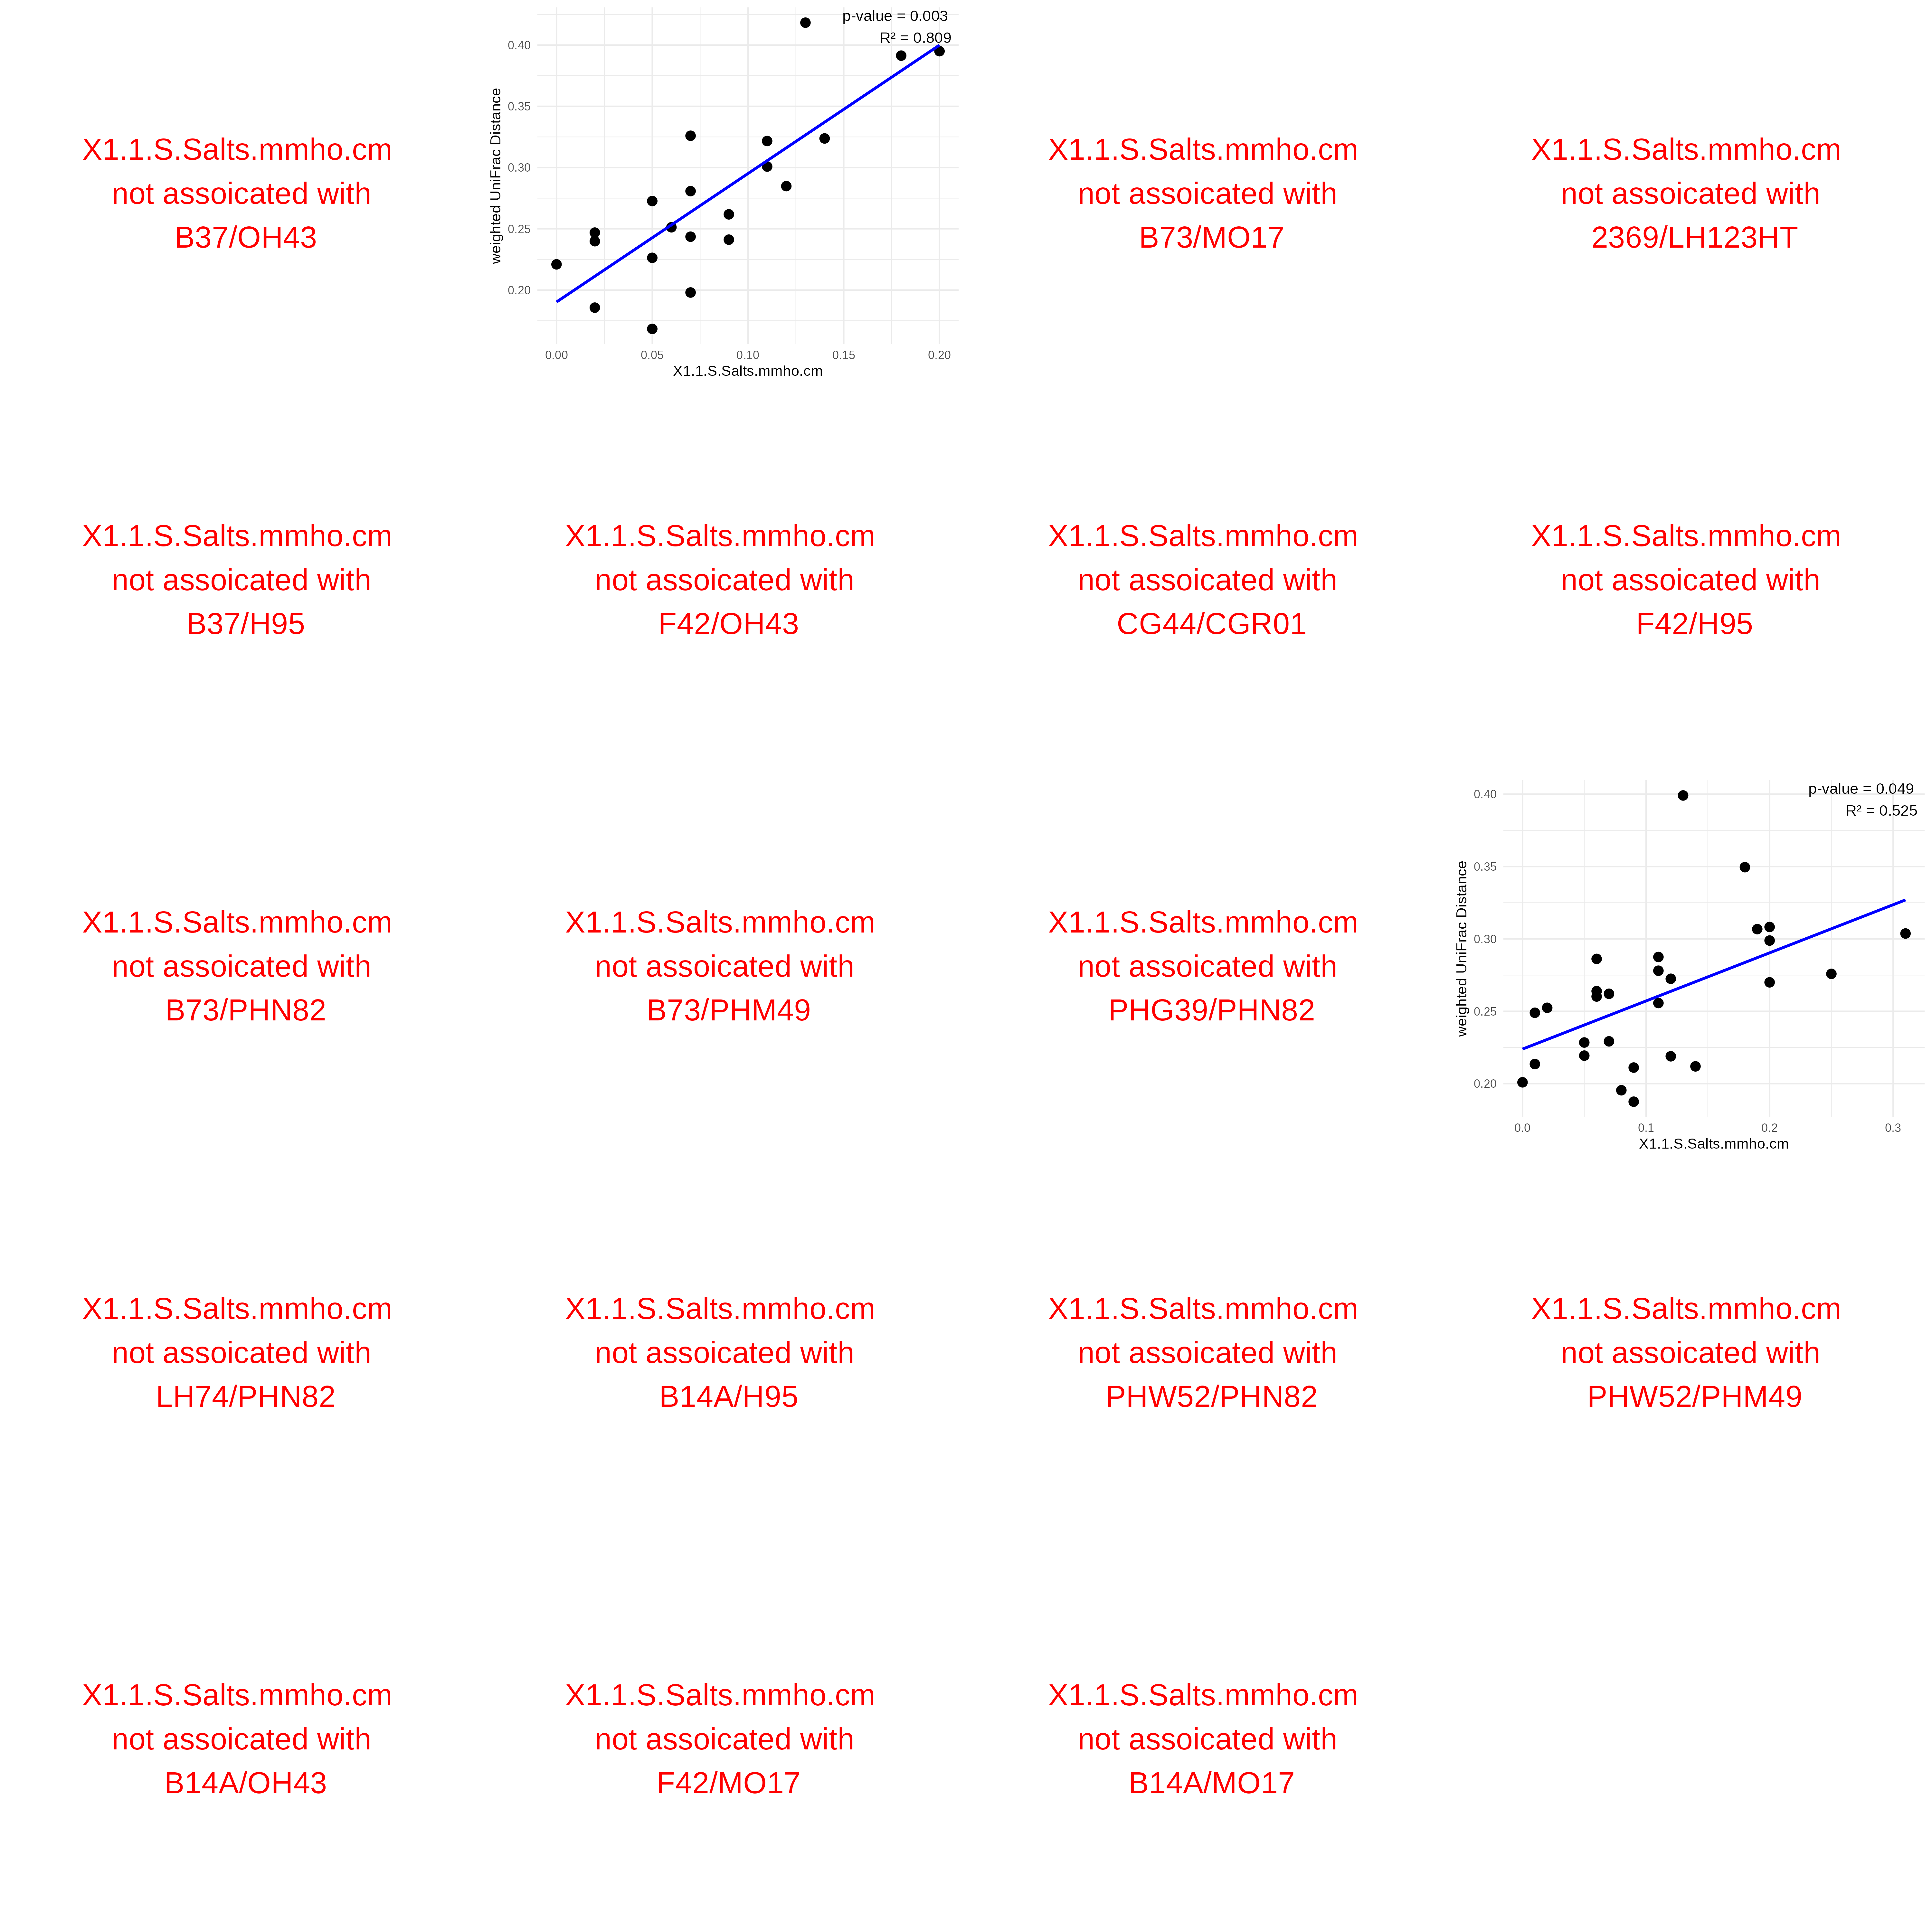 X1.1.S.Salts.mmho.cm
not assoicated with
B37/OH43
p-value = 0.003
R² = 0.809
weighted UniFrac Distance
0.40
0.35
0.30
0.25
0.20
0.00 0.05 0.10 0.15 0.20
X1.1.S.Salts.mmho.cm
X1.1.S.Salts.mmho.cm
not assoicated with
B73/MO17
X1.1.S.Salts.mmho.cm
not assoicated with
2369/LH123HT
X1.1.S.Salts.mmho.cm
not assoicated with
B37/H95
X1.1.S.Salts.mmho.cm
not assoicated with
F42/OH43
X1.1.S.Salts.mmho.cm
not assoicated with
CG44/CGR01
X1.1.S.Salts.mmho.cm
not assoicated with
F42/H95
X1.1.S.Salts.mmho.cm
not assoicated with
B73/PHN82
X1.1.S.Salts.mmho.cm
not assoicated with
B73/PHM49
X1.1.S.Salts.mmho.cm
not assoicated with
PHG39/PHN82
p-value = 0.049
R² = 0.525
weighted UniFrac Distance
0.40
0.35
0.30
0.25
0.20
0.0 0.1 0.2 0.3
X1.1.S.Salts.mmho.cm
X1.1.S.Salts.mmho.cm
not assoicated with
LH74/PHN82
X1.1.S.Salts.mmho.cm
not assoicated with
B14A/H95
X1.1.S.Salts.mmho.cm
not assoicated with
PHW52/PHN82
X1.1.S.Salts.mmho.cm
not assoicated with
PHW52/PHM49
X1.1.S.Salts.mmho.cm
not assoicated with
B14A/OH43
X1.1.S.Salts.mmho.cm
not assoicated with
F42/MO17
X1.1.S.Salts.mmho.cm
not assoicated with
B14A/MO17